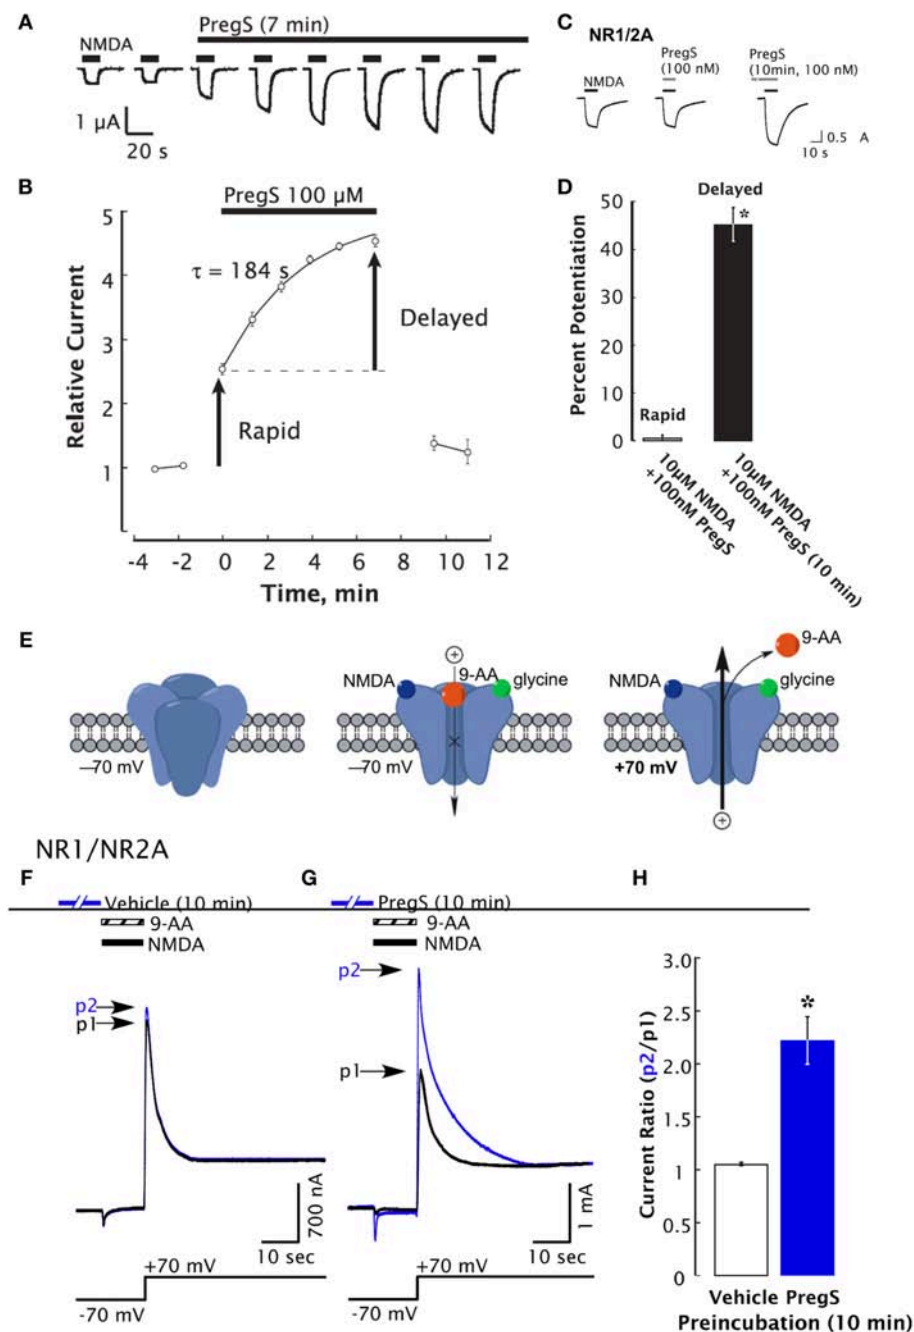 A
PregS (7 min)
NMDA
1 µA
20 s
C
NR1/2A
NMDA
PregS
(100 nM)
PregS
(10min, 100 nM)
0.5 A
10 s
B
PregS 100 µM
5
4
3
2
1
τ = 184 s
Delayed
Rapid
Relative Current
-4 -2 0 2 4 6 8 10 12
Time, min
D
Delayed
50
40
30
20
10
0
*
Rapid
Percent Potentiation
10µM NMDA
+100nM PregS
10µM NMDA
+100nM PregS (10 min)
E
—70 mV
NMDA
9-AA
glycine
—70 mV
NMDA
9-AA
glycine
+70 mV
NR1/NR2A
F
Vehicle (10 min)
9-AA
NMDA
p2
p1
700 nA
10 sec
+70 mV
-70 mV
G
PregS (10 min)
9-AA
NMDA
p2
p1
1 mA
10 sec
+70 mV
-70 mV
H
3.0
2.5
2.0
1.5
1
0.5
0
*
Current Ratio (p2/p1)
Vehicle PregS
Preincubation (10 min)